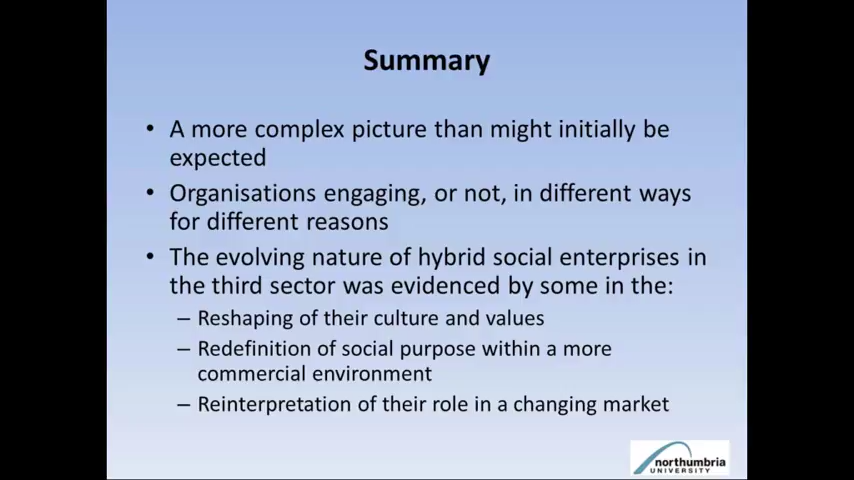 Summary
• A more complex picture than might initially be
expected
• Organisations engaging, or not, in different ways
for different reasons
• The evolving nature of hybrid social enterprises in
the third sector was evidenced by some in the:
– Reshaping of their culture and values
– Redefinition of social purpose within a more
commercial environment
– Reinterpretation of their role in a changing market
northumbria
UNIVERSITY